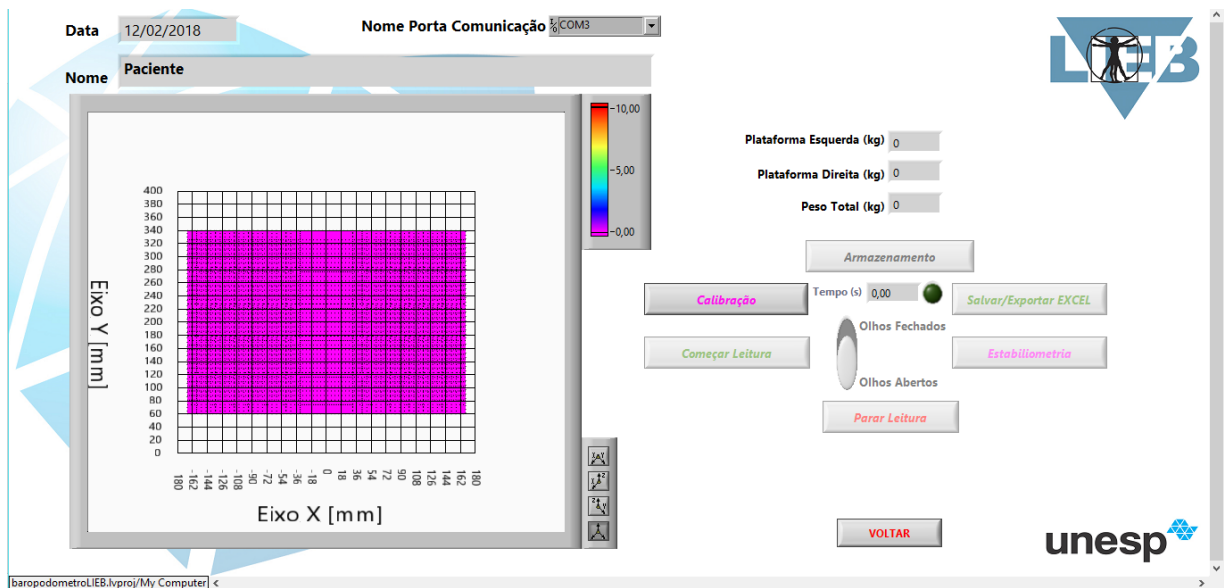 Data 12/02/2018
Nome Porta Comunicação COM3
Nome Paciente
LIEB
10,00
5,00
0,00
Plataforma Esquerda (kg) 0
Plataforma Direita (kg) 0
Peso Total (kg) 0
Armazenamento
Calibração
Tempo (s) 0,00
Salvar/Exportar EXCEL
Olhos Fechados
Começar Leitura
Estabiliometria
Olhos Abertos
Parar Leitura
400
380
360
340
320
300
280
260
240
220
200
180
160
140
120
100
80
60
40
20
0
Eixo Y [mm]
180 -162 -144 -126 -108 -90 -72 -54 -36 -18 0 18 36 54 72 90 108 126 144 162 180
Eixo X [mm]
VOLTAR
unesp
baropodometroLIEB.lvproj/My Computer